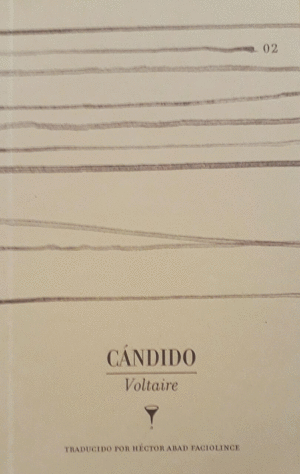 02
CÁNDIDO
Voltaire
TRADUCIDO POR HÉCTOR ABAD FACIOLINCE